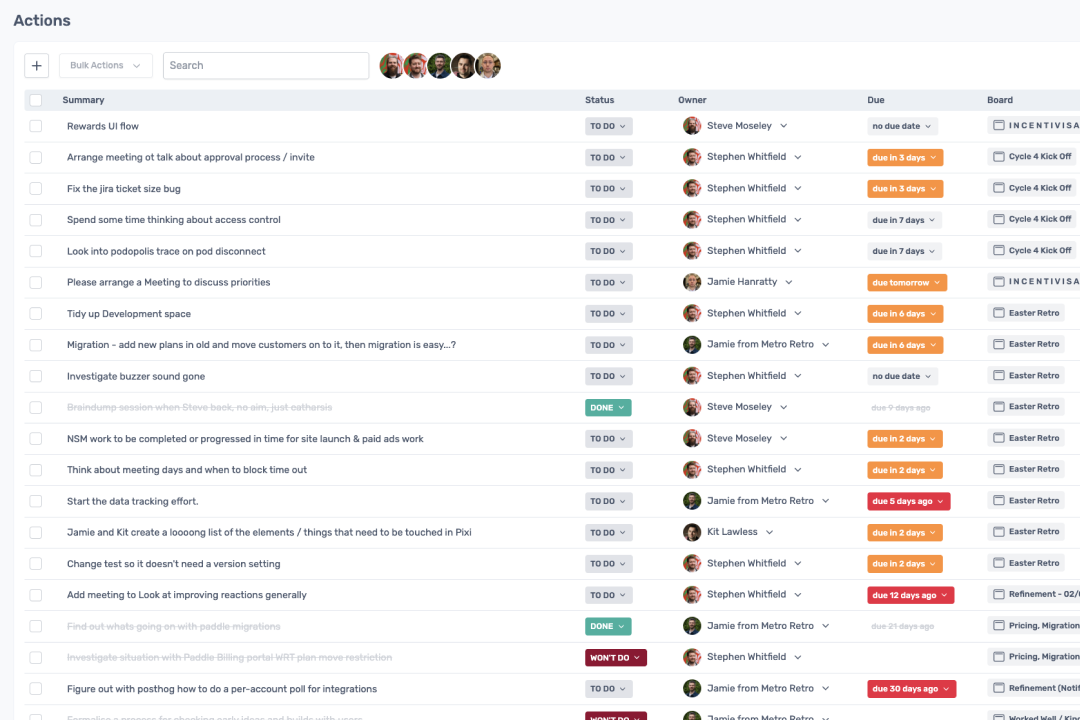 Actions
Bulk Actions Search
Summary Status Owner Due Board
Rewards UI flow TO DO Steve Moseley no due date INCENTIVISA
Arrange meeting ot talk about approval process / invite TO DO Stephen Whitfield due in 3 days Cycle 4 Kick Off
Fix the jira ticket size bug TO DO Stephen Whitfield due in 3 days Cycle 4 Kick Off
Spend some time thinking about access control TO DO Stephen Whitfield due in 7 days Cycle 4 Kick Off
Look into podopolis trace on pod disconnect TO DO Stephen Whitfield due in 7 days Cycle 4 Kick Off
Please arrange a Meeting to discuss priorities TO DO Jamie Hanratty due tomorrow INCENTIVISA
Tidy up Development space TO DO Stephen Whitfield due in 6 days Easter Retro
Migration - add new plans in old and move customers on to it, then migration is easy...? TO DO Jamie from Metro Retro due in 6 days Easter Retro
Investigate buzzer sound gone TO DO Stephen Whitfield no due date Easter Retro
Braindump session when Steve back, no aim, just catharsis DONE Steve Moseley due 9 days ago Easter Retro
NSM work to be completed or progressed in time for site launch & paid ads work TO DO Steve Moseley due in 2 days Easter Retro
Think about meeting days and when to block time out TO DO Stephen Whitfield due in 2 days Easter Retro
Start the data tracking effort. TO DO Jamie from Metro Retro due 5 days ago Easter Retro
Jamie and Kit create a loooong list of the elements / things that need to be touched in Pixi TO DO Kit Lawless due in 2 days Easter Retro
Change test so it doesn't need a version setting TO DO Stephen Whitfield due in 2 days Easter Retro
Add meeting to Look at improving reactions generally TO DO Stephen Whitfield due 12 days ago Refinement - 02/
Find out whats going on with paddle migrations DONE Jamie from Metro Retro due 21 days ago Pricing, Migration
Investigate situation with Paddle Billing portal WRT plan move restriction WON'T DO Stephen Whitfield Pricing, Migration
Figure out with posthog how to do a per-account poll for integrations TO DO Jamie from Metro Retro due 30 days ago Refinement (Notif
Formalise a process for checking early ideas and builds with users WON'T DO Jamie from Metro Retro Worked Well / Kind